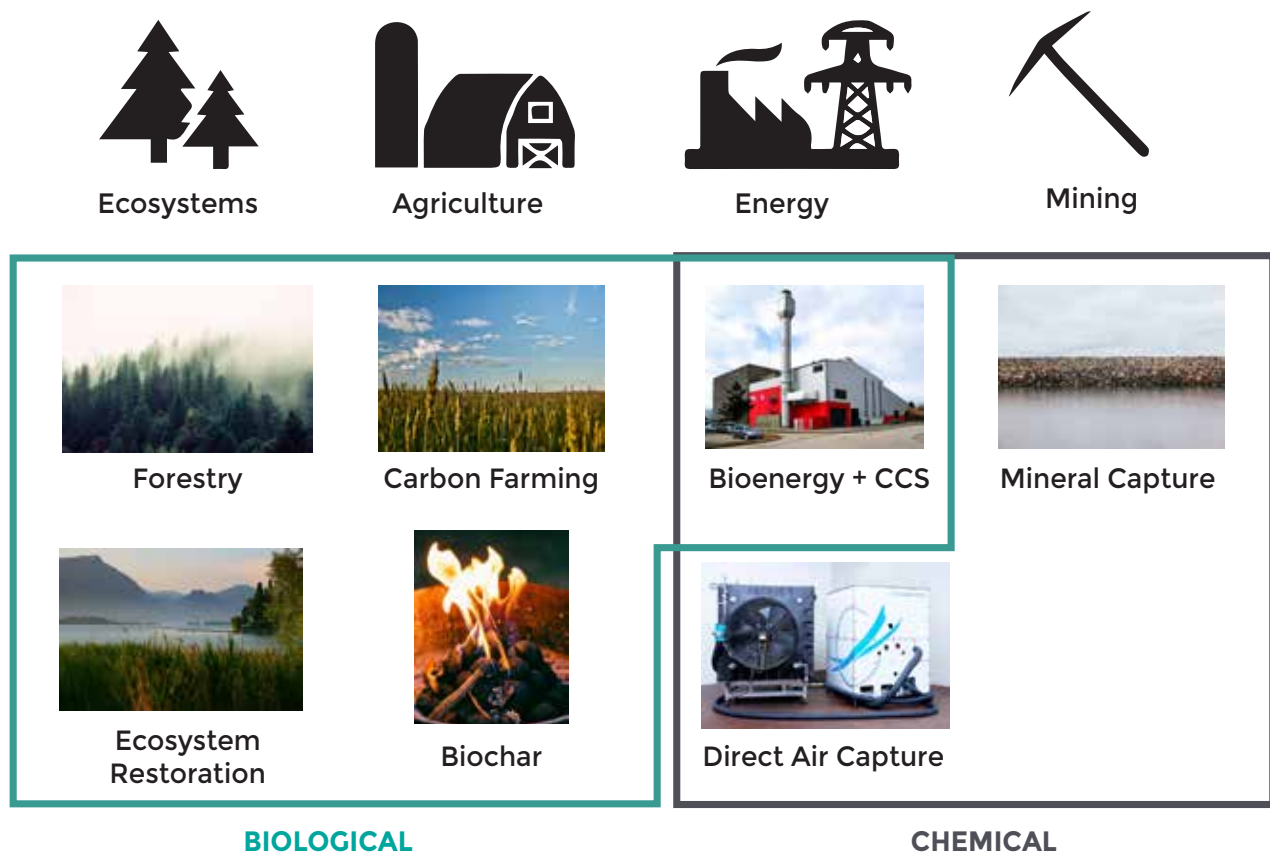 Ecosystems
Agriculture
Energy
Mining
Forestry
Carbon Farming
Bioenergy + CCS
Mineral Capture
Ecosystem
Restoration
Biochar
Direct Air Capture
BIOLOGICAL
CHEMICAL